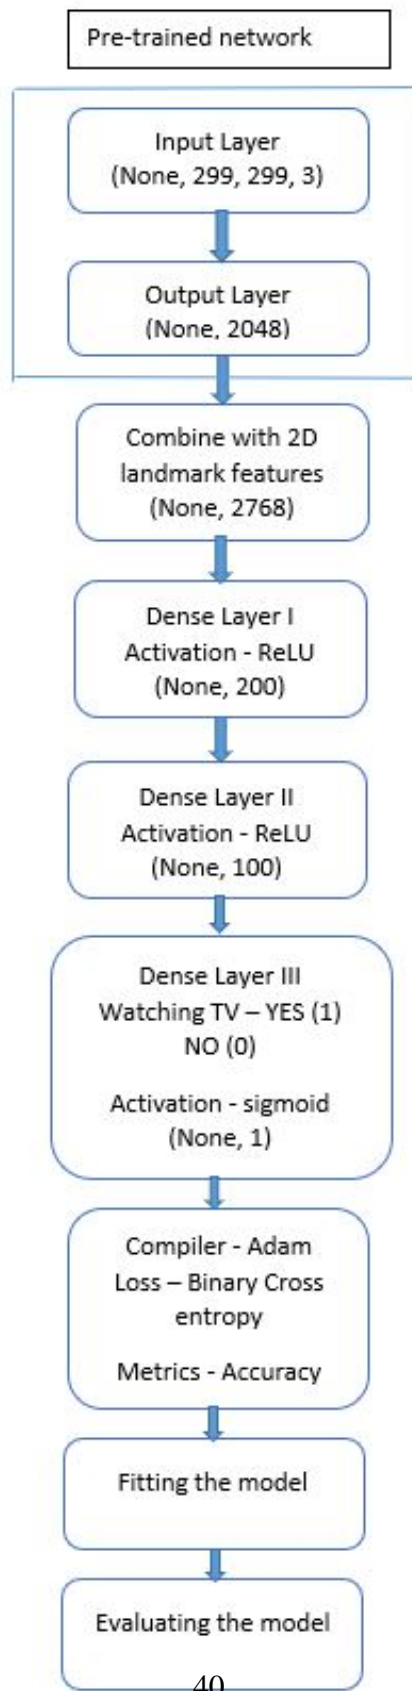 Pre-trained network
Input Layer
(None, 299, 299, 3)
Output Layer
(None, 2048)
Combine with 2D
landmark features
(None, 2768)
Dense Layer I
Activation - ReLU
(None, 200)
Dense Layer II
Activation - ReLU
(None, 100)
Dense Layer III
Watching TV – YES (1)
NO (0)
Activation - sigmoid
(None, 1)
Compiler - Adam
Loss – Binary Cross
entropy
Metrics - Accuracy
Fitting the model
Evaluating the model
40